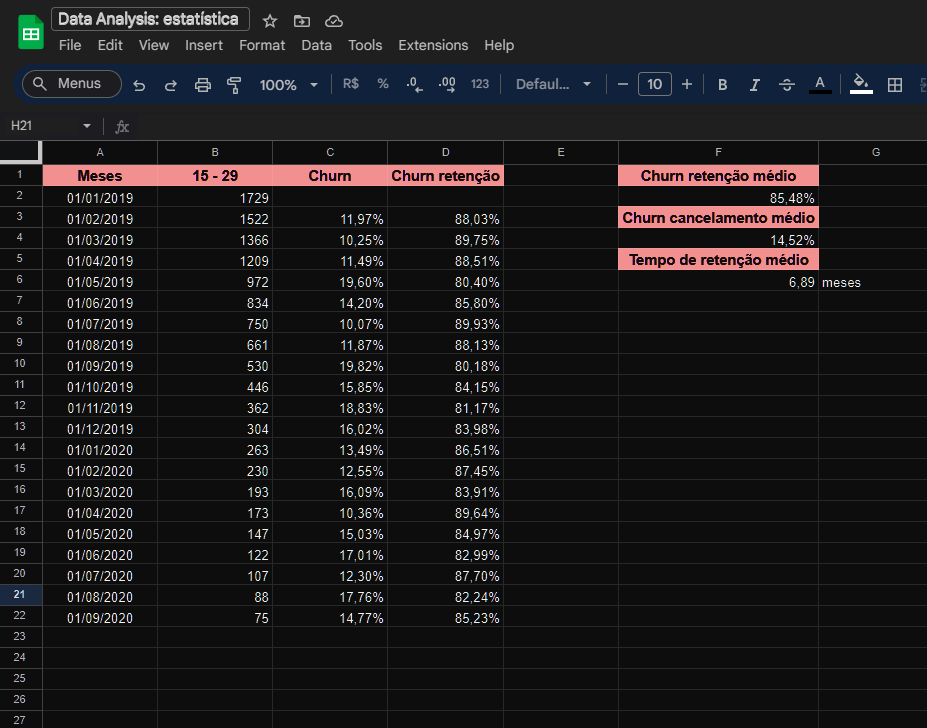 Data Analysis: estatística
File Edit View Insert Format Data Tools Extensions Help
Menus 100% R$ % .0 .00 123 Defaul... − 10 + B I S A
H21 fx
A B C D E F G
1 Meses 15 - 29 Churn Churn retenção Churn retenção médio
2 01/01/2019 1729 85,48%
3 01/02/2019 1522 11,97% 88,03% Churn cancelamento médio
4 01/03/2019 1366 10,25% 89,75% 14,52%
5 01/04/2019 1209 11,49% 88,51% Tempo de retenção médio
6 01/05/2019 972 19,60% 80,40% 6,89 meses
7 01/06/2019 834 14,20% 85,80%
8 01/07/2019 750 10,07% 89,93%
9 01/08/2019 661 11,87% 88,13%
10 01/09/2019 530 19,82% 80,18%
11 01/10/2019 446 15,85% 84,15%
12 01/11/2019 362 18,83% 81,17%
13 01/12/2019 304 16,02% 83,98%
14 01/01/2020 263 13,49% 86,51%
15 01/02/2020 230 12,55% 87,45%
16 01/03/2020 193 16,09% 83,91%
17 01/04/2020 173 10,36% 89,64%
18 01/05/2020 147 15,03% 84,97%
19 01/06/2020 122 17,01% 82,99%
20 01/07/2020 107 12,30% 87,70%
21 01/08/2020 88 17,76% 82,24%
22 01/09/2020 75 14,77% 85,23%
23
24
25
26
27